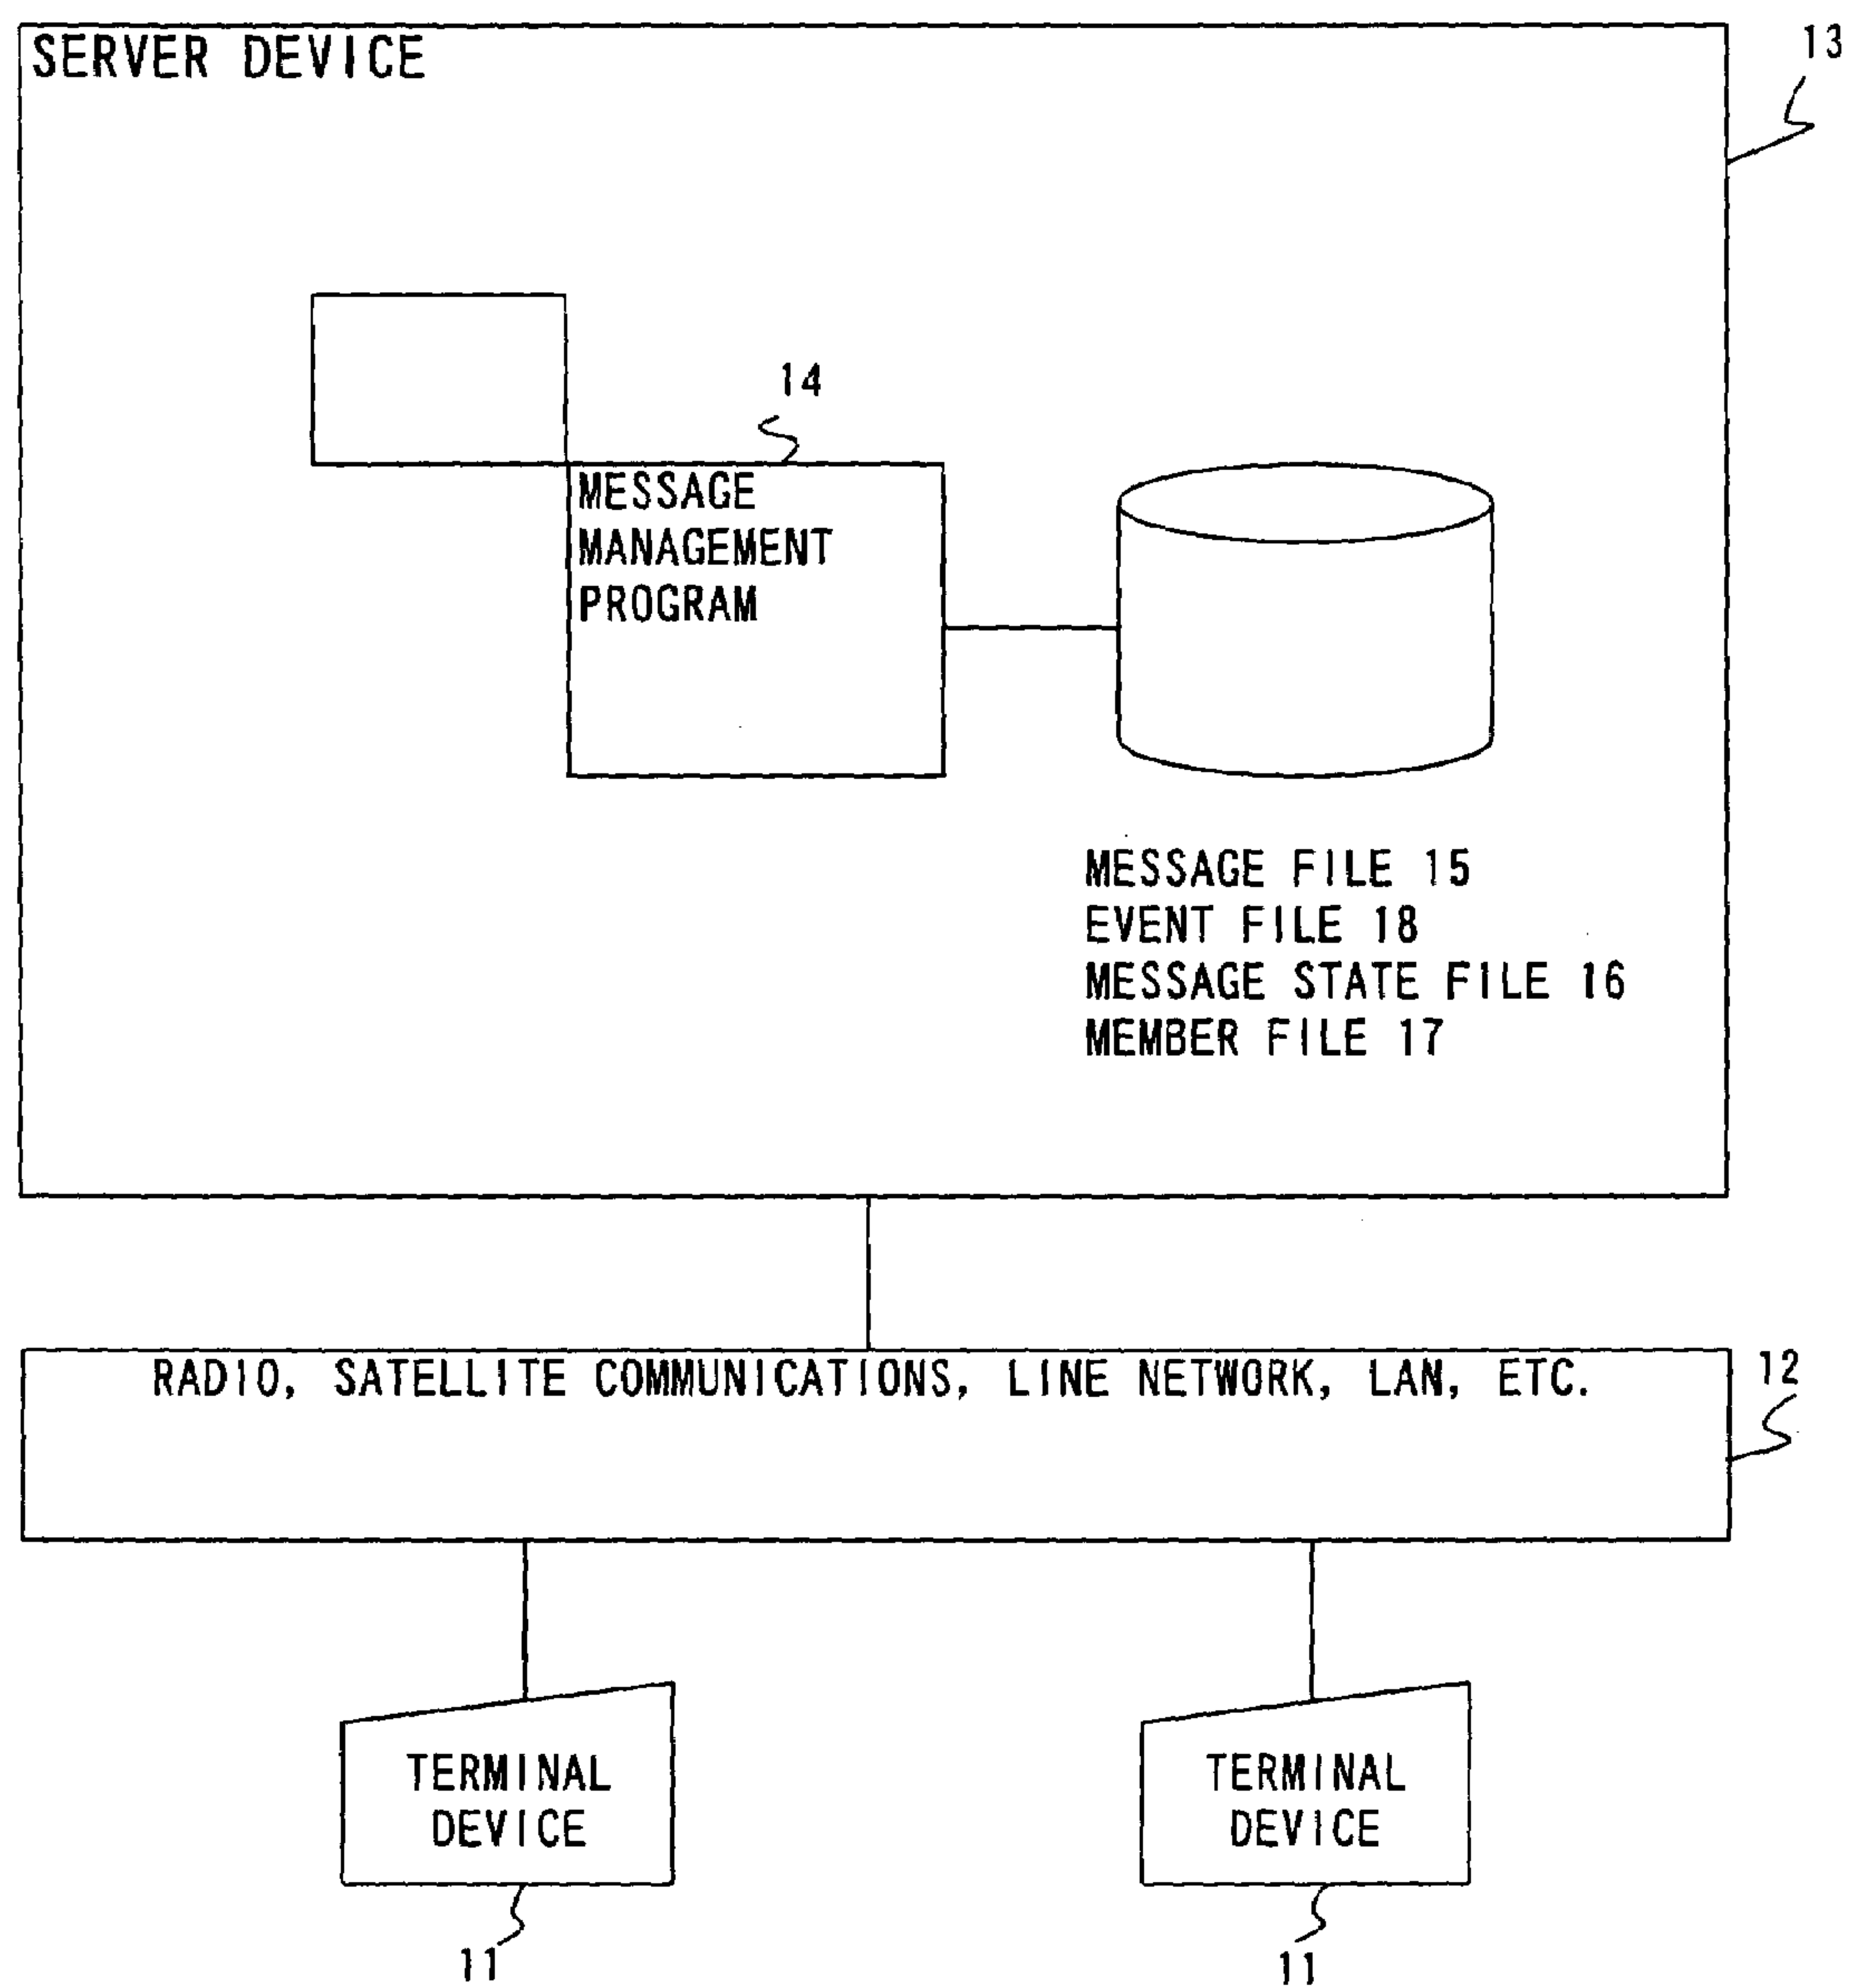 SERVER DEVICE
13
14
MESSAGE
MANAGEMENT
PROGRAM
MESSAGE FILE 15
EVENT FILE 18
MESSAGE STATE FILE 16
MEMBER FILE 17
RADIO, SATELLITE COMMUNICATIONS, LINE NETWORK, LAN, ETC.
12
TERMINAL
DEVICE
TERMINAL
DEVICE
11
11